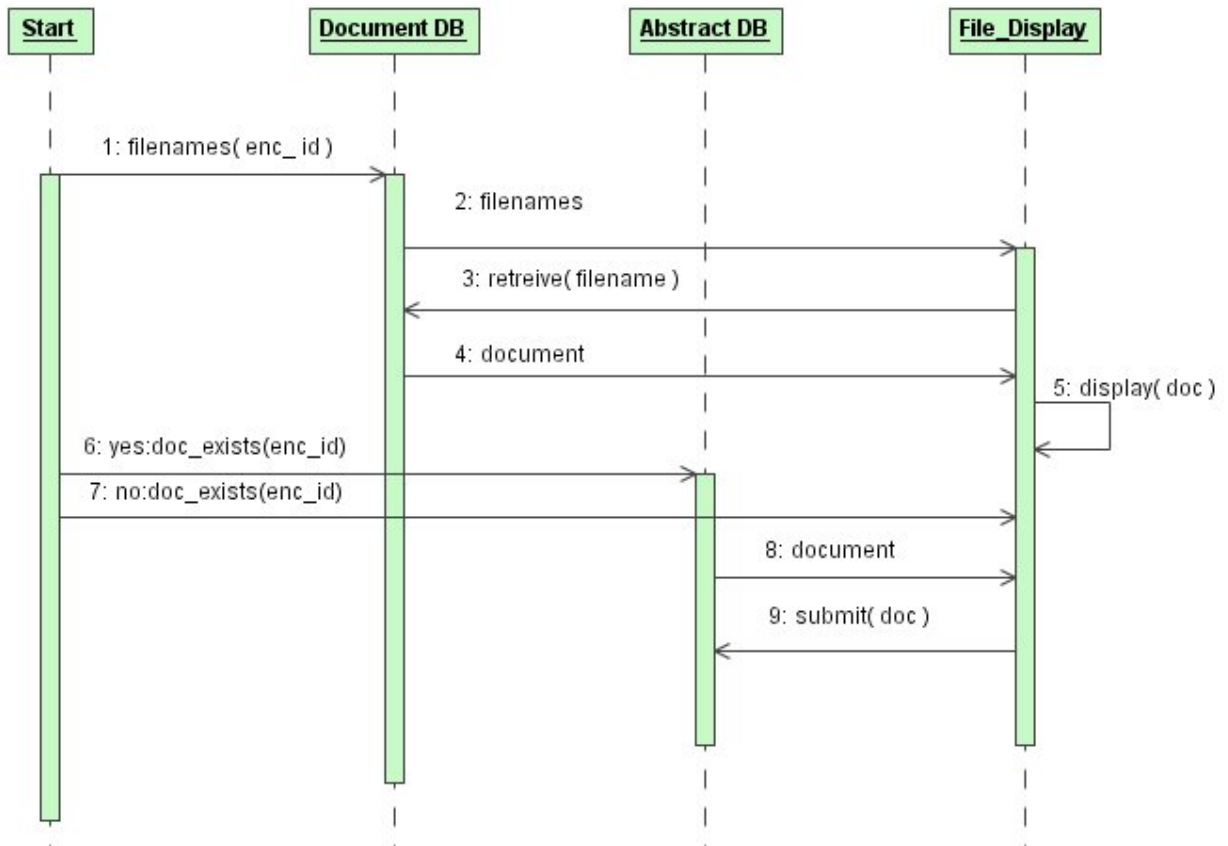 Start
Document DB
Abstract DB
File_Display
1: filenames( enc_ id )
2: filenames
3: retreive( filename )
4: document
5: display( doc )
6: yes:doc_exists(enc_id)
7: no:doc_exists(enc_id)
8: document
9: submit( doc )